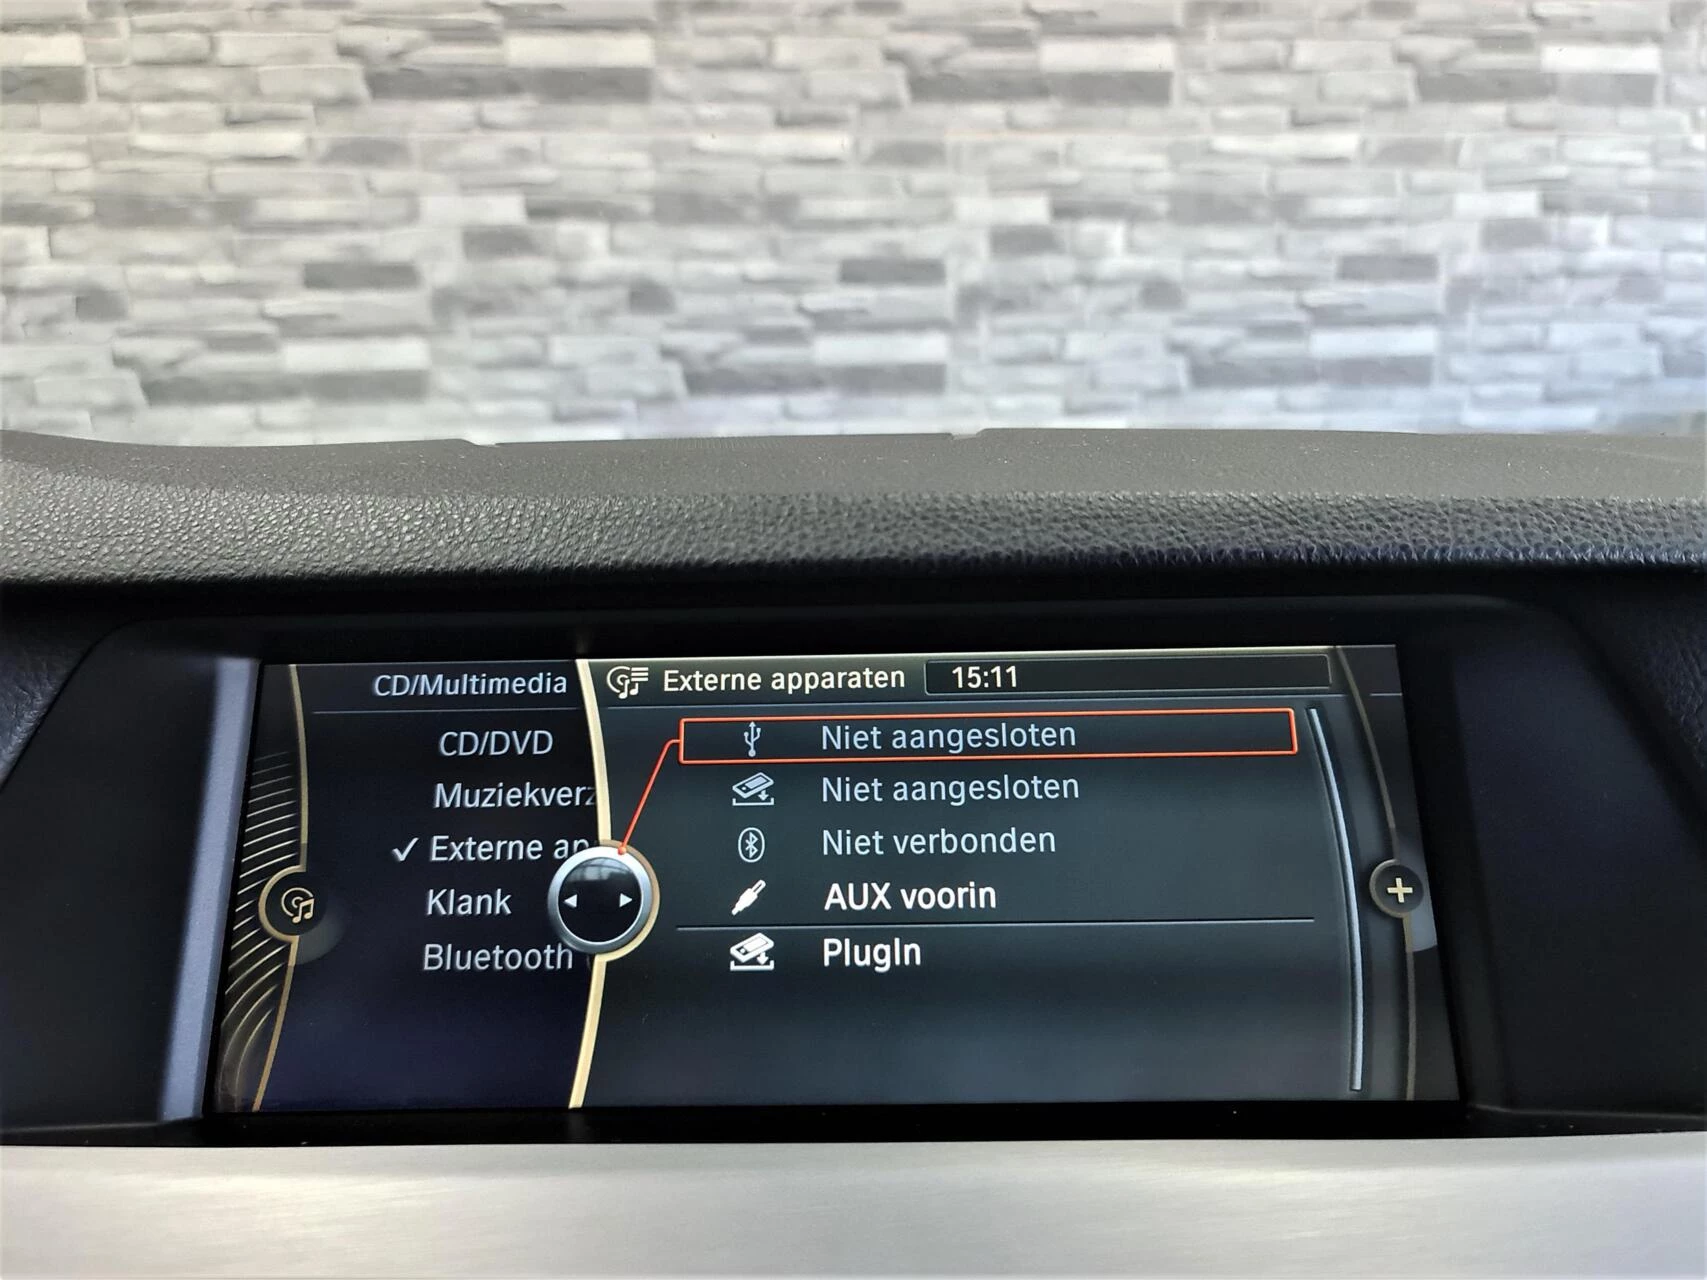 CD/Multimedia
CD/DVD
Muziekverz
✓ Externe ap
Klank
Bluetooth
Externe apparaten 15:11
Niet aangesloten
Niet aangesloten
Niet verbonden
AUX voorin
PlugIn